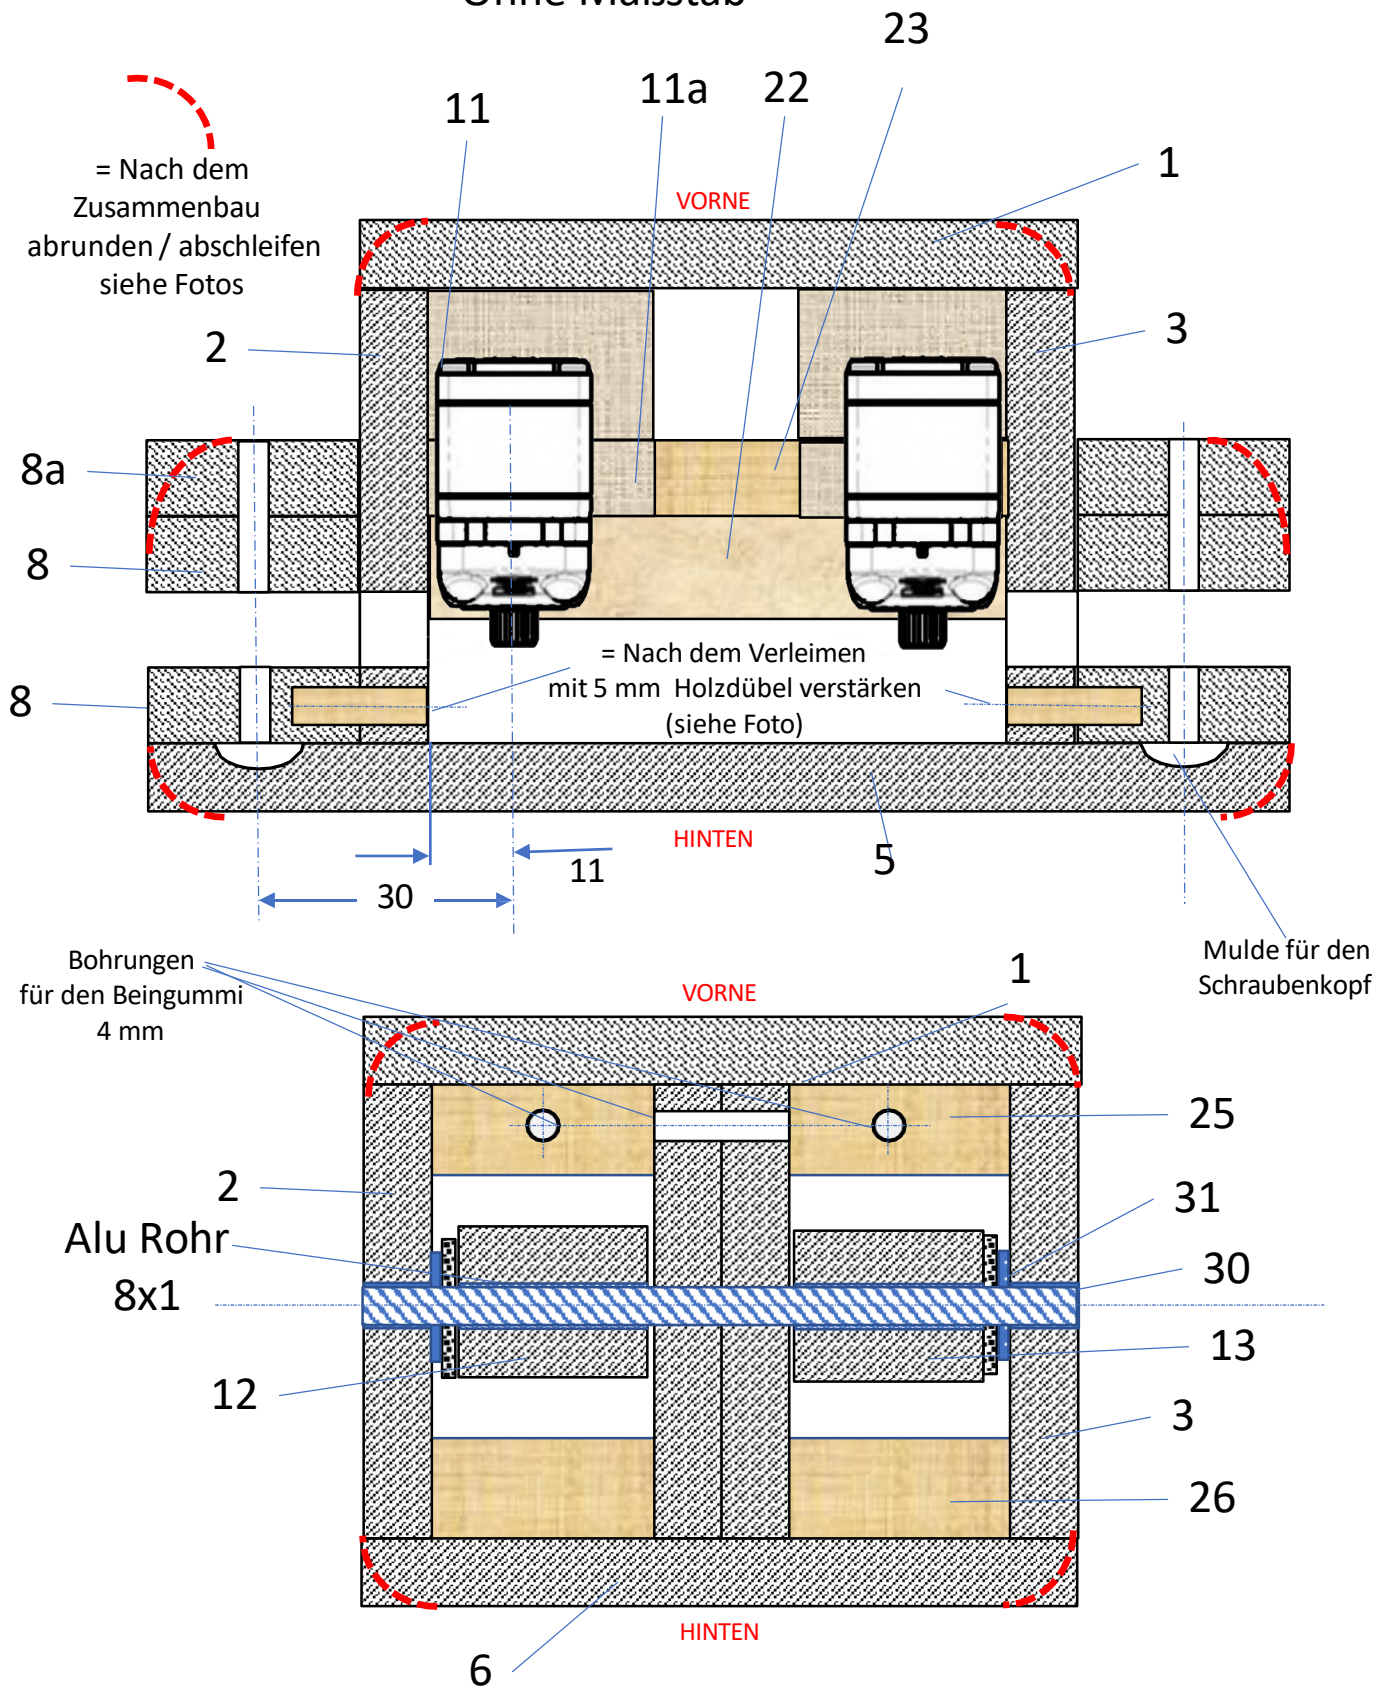 Ohne Maßstab
23
11
11a
22
1
= Nach dem
Zusammenbau
abrunden / abschleifen
siehe Fotos
VORNE
2
3
8a
8
8
= Nach dem Verleimen
mit 5 mm Holzdübel verstärken
(siehe Foto)
HINTEN
5
11
30
Mulde für den
Schraubenkopf
Bohrungen
für den Beingummi
4 mm
VORNE
1
25
2
31
Alu Rohr
8x1
30
13
12
3
26
HINTEN
6